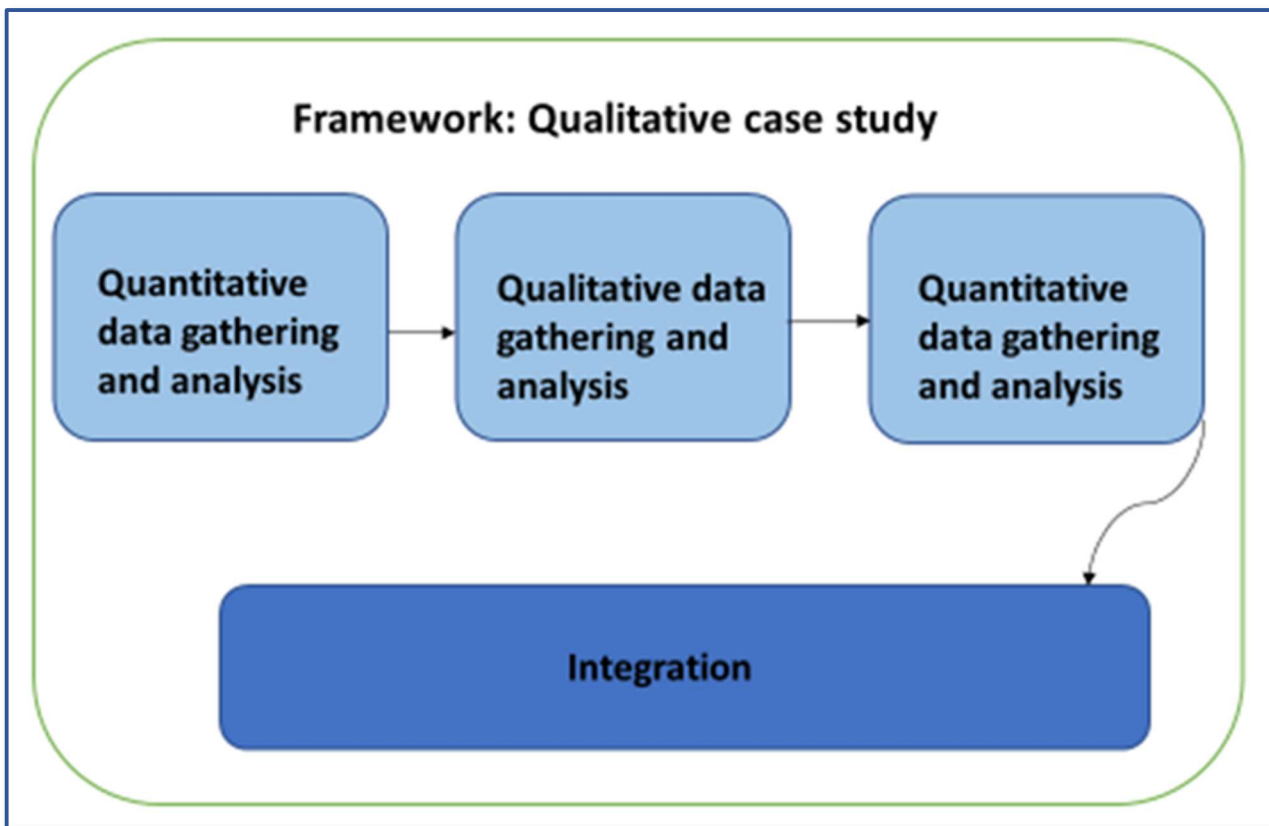 Framework: Qualitative case study
Quantitative
data gathering
and analysis
Qualitative data
gathering and
analysis
Quantitative
data gathering
and analysis
Integration